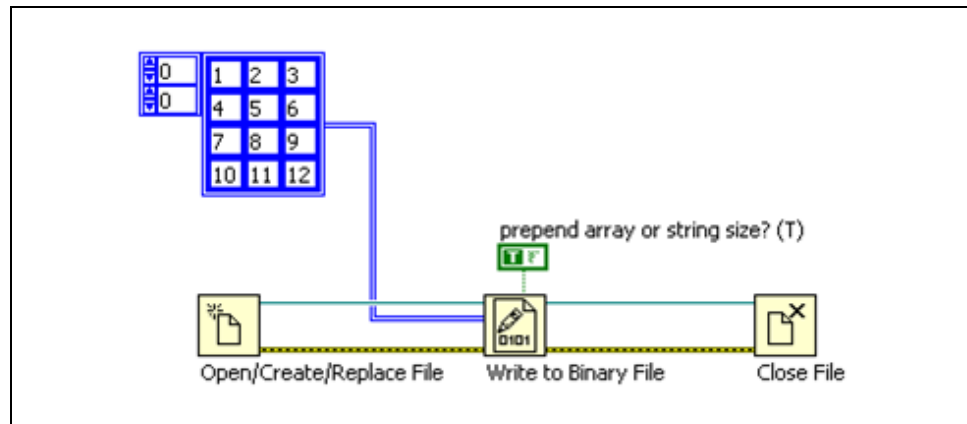 0
0
1 2 3
4 5 6
7 8 9
10 11 12
prepend array or string size? (T)
T F
0101
Open/Create/Replace File
Write to Binary File
Close File